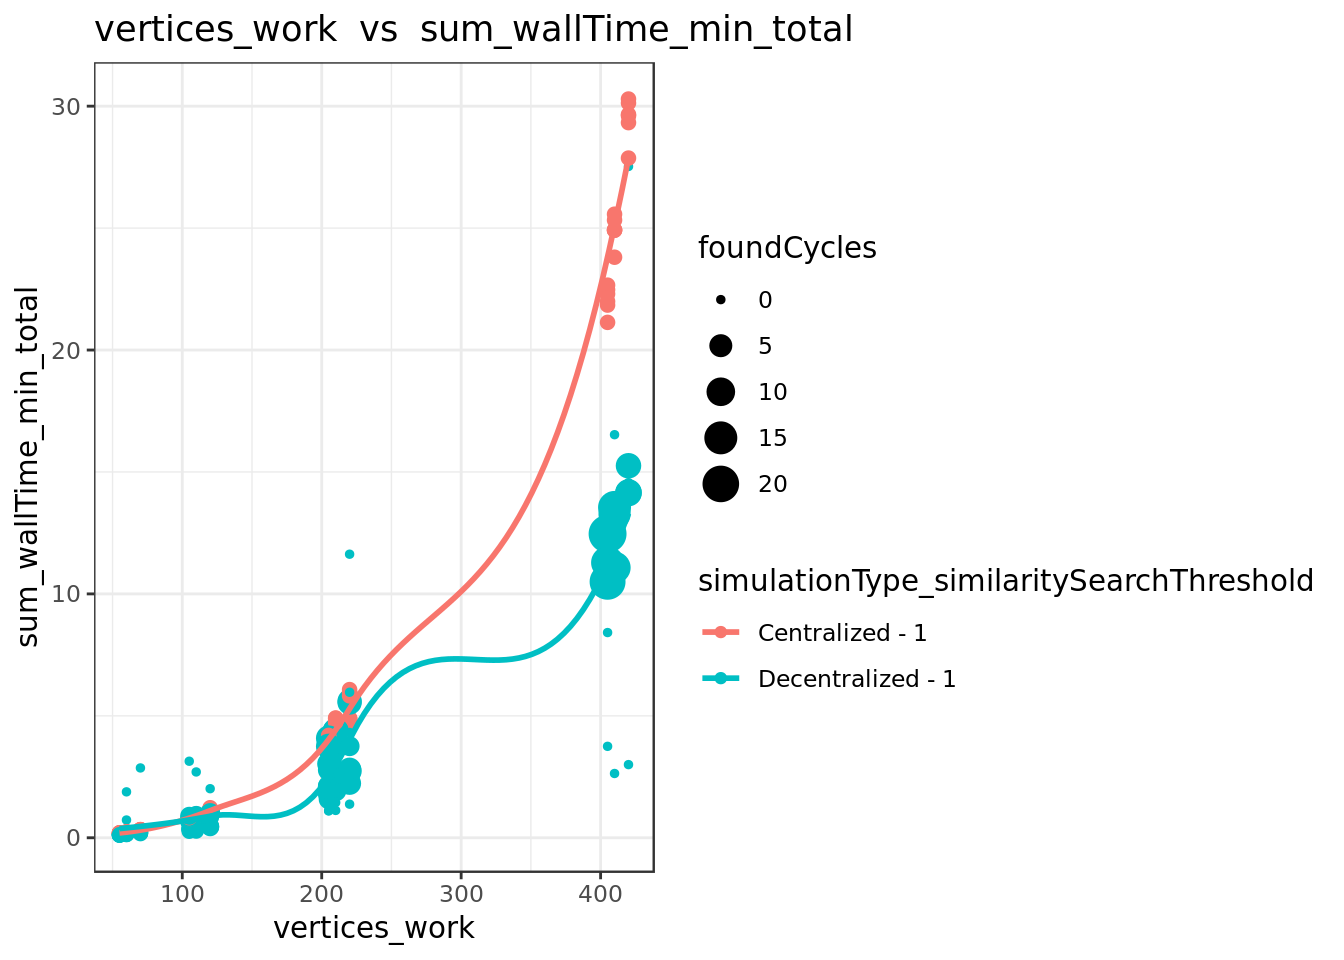 vertices_work vs sum_wallTime_min_total
sum_wallTime_min_total
30
20
10
0
100 200 300 400
vertices_work
foundCycles
0
5
10
15
20
simulationType_similaritySearchThreshold
Centralized - 1
Decentralized - 1